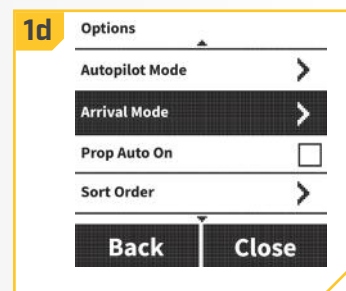 1d
Options
Autopilot Mode
Arrival Mode
Prop Auto On
Sort Order
Back Close